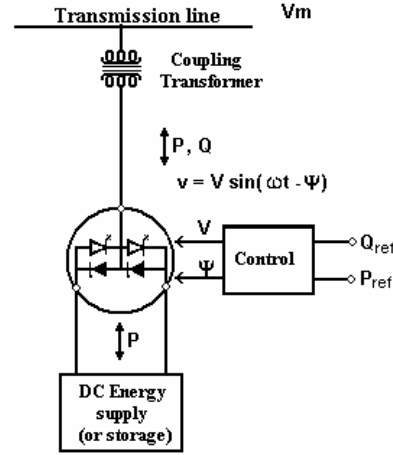 Transmission line Vm
Coupling
Transformer
P, Q
v = V sin( ωt - Ψ)
V
Ψ
Control
Qref
Pref
P
DC Energy
supply
(or storage)